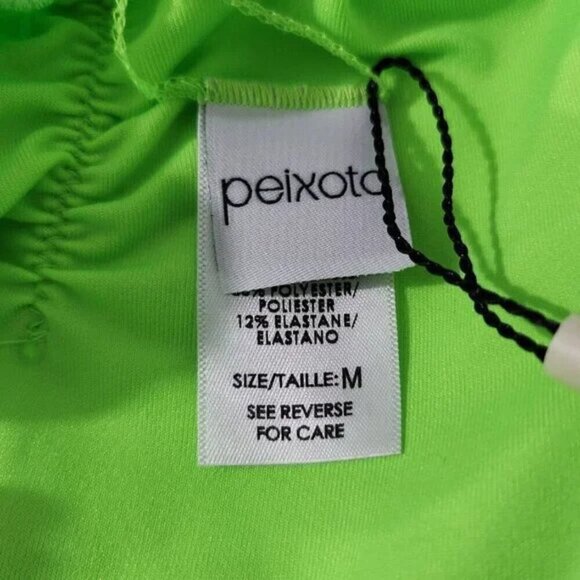 peixoto
POLYESTER/
POLIESTER
12% ELASTANE/
ELASTANO
SIZE/TAILLE: M
SEE REVERSE
FOR CARE